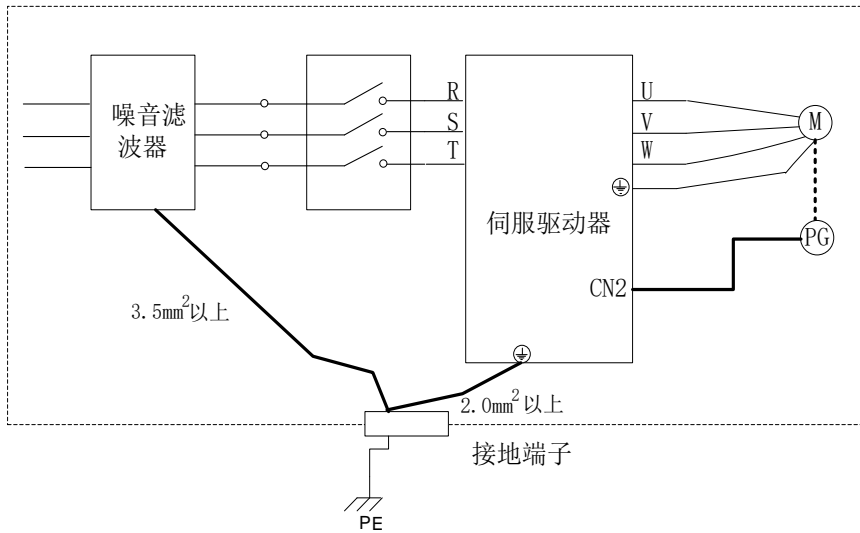 噪音滤
波器
R
S
T
U
V
W
M
伺服驱动器
PG
CN2
3.5mm²以上
2.0mm²以上
接地端子
PE